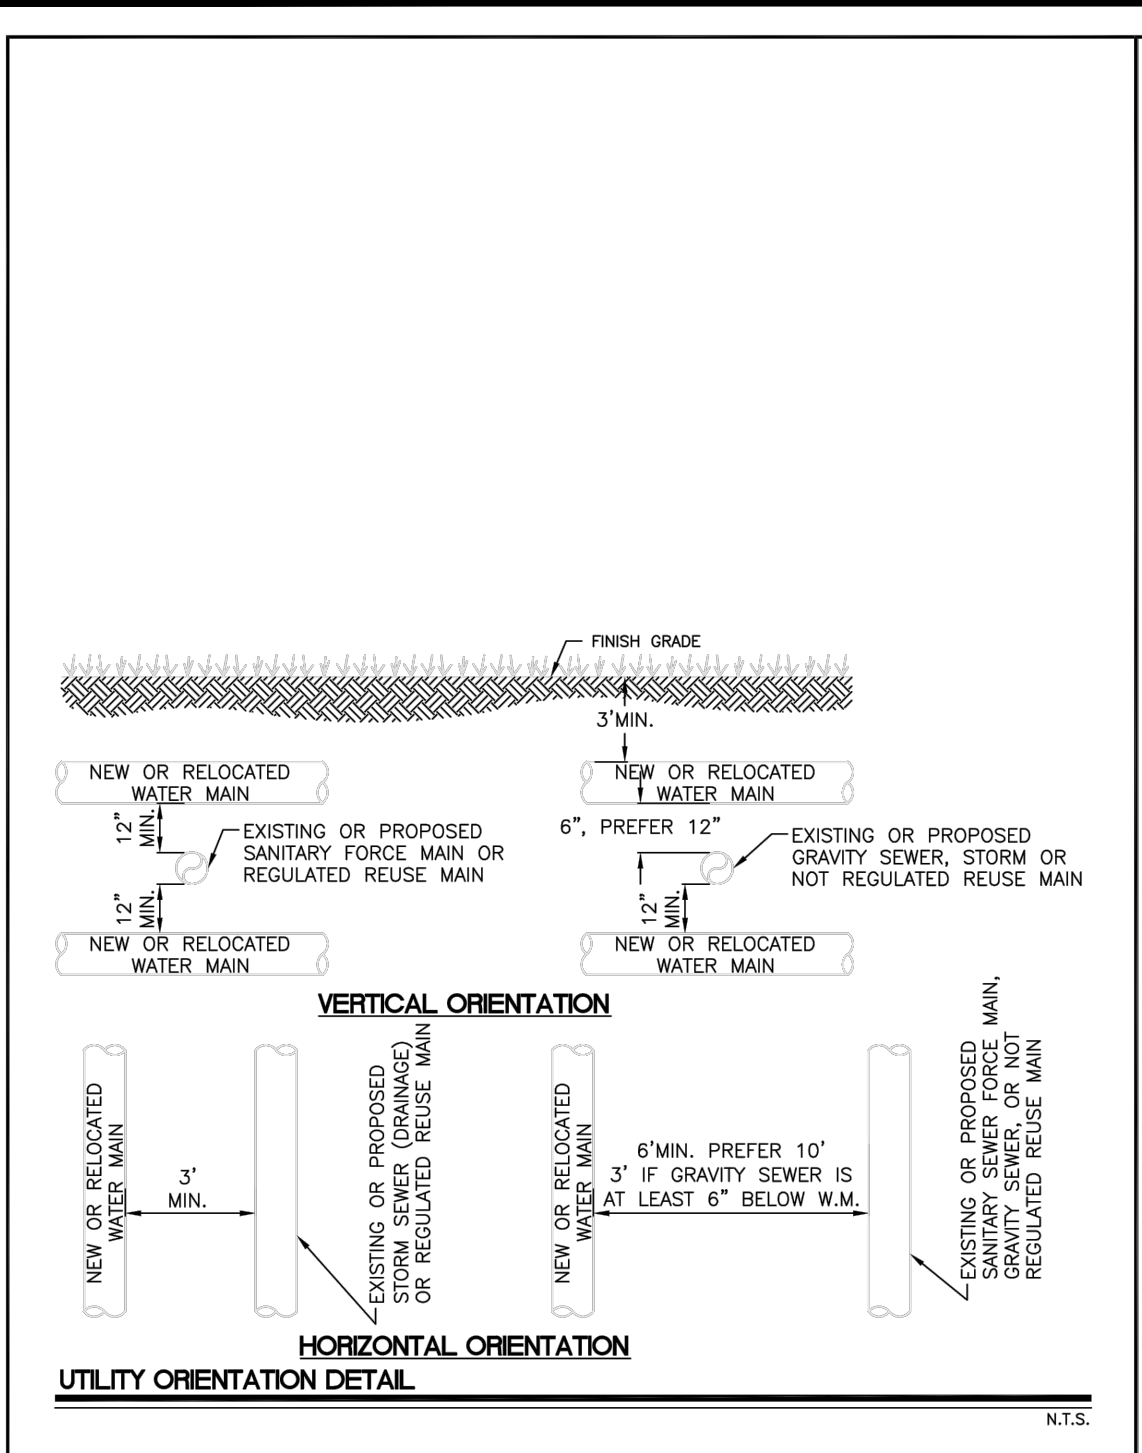 FINISH GRADE
3'MIN.
NEW OR RELOCATED
WATER MAIN
12"
MIN.
EXISTING OR PROPOSED
SANITARY FORCE MAIN OR
REGULATED REUSE MAIN
12"
MIN.
NEW OR RELOCATED
WATER MAIN
NEW OR RELOCATED
WATER MAIN
6", PREFER 12"
EXISTING OR PROPOSED
GRAVITY SEWER, STORM OR
NOT REGULATED REUSE MAIN
12"
MIN.
NEW OR RELOCATED
WATER MAIN
VERTICAL ORIENTATION
NEW OR RELOCATED
WATER MAIN
3'
MIN.
EXISTING OR PROPOSED
STORM SEWER (DRAINAGE)
OR REGULATED REUSE MAIN
NEW OR RELOCATED
WATER MAIN
6'MIN. PREFER 10'
3' IF GRAVITY SEWER IS
AT LEAST 6" BELOW W.M.
EXISTING OR PROPOSED
SANITARY SEWER FORCE MAIN,
GRAVITY SEWER, OR NOT
REGULATED REUSE MAIN
HORIZONTAL ORIENTATION
UTILITY ORIENTATION DETAIL
N.T.S.